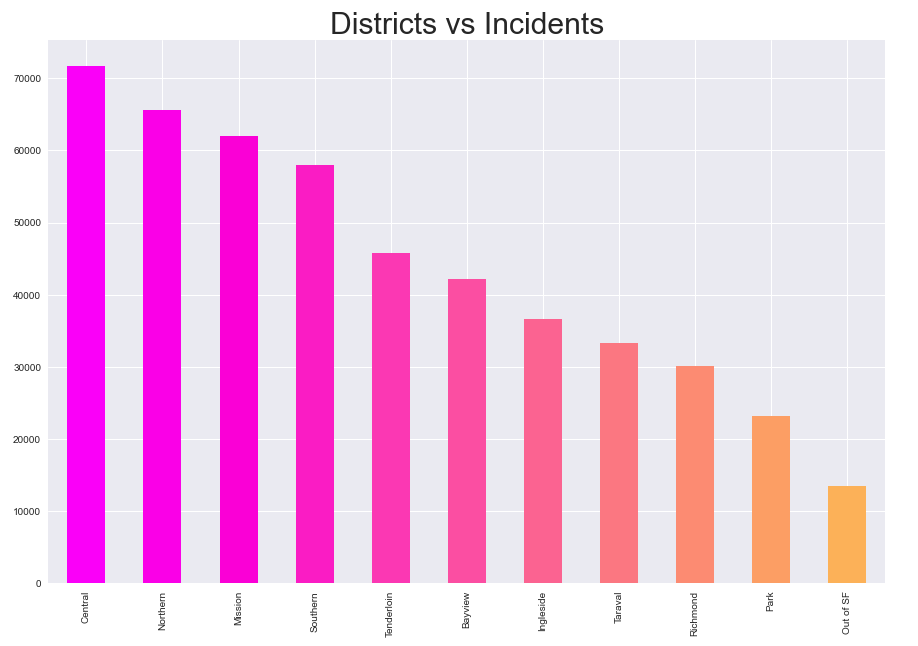 Districts vs Incidents
70000
60000
50000
40000
30000
20000
10000
0
Central
Northern
Mission
Southern
Tenderloin
Bayview
Ingleside
Taraval
Richmond
Park
Out of SF